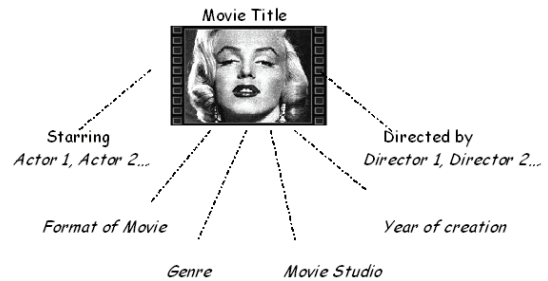 Movie Title
Starring
Actor 1, Actor 2...
Directed by
Director 1, Director 2...
Format of Movie
Year of creation
Genre
Movie Studio